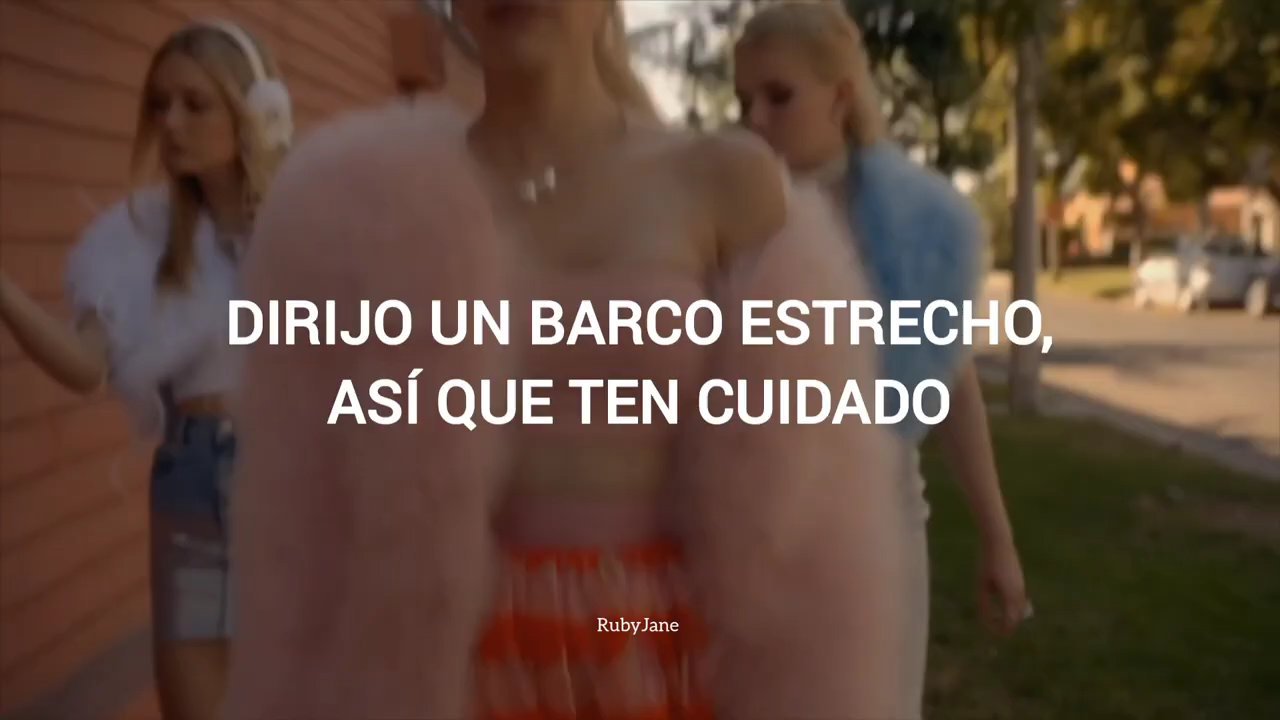 DIRIJO UN BARCO ESTRECHO,
ASÍ QUE TEN CUIDADO
RubyJane